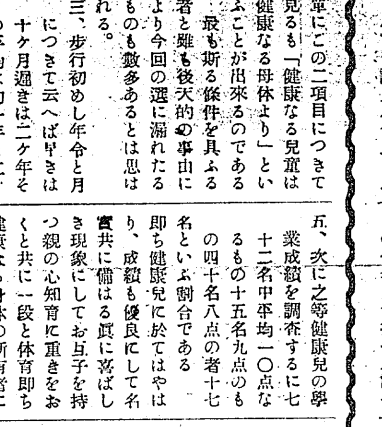 單にこの二項目につきて
見るも「健康なる兒童は
健康なる母体より」とい
ふことが出來るのである
最も斯る條件を具ふる
者と雖も後天的の事由に
より今回の選に漏れたる
ものも數多あるとは思は
れる。
三、歩行初めし年令と月
につきて云へば早きは
十ケ月遲きは二ケ年そ
五、次に之等健康兒の學
業成績を調査するに七
十二名中平均一〇点な
るもの十五名九点のも
の四十名八点の者十七
名といふ割合である
即ち健康兒に於てはやは
り、成績も優良にして名
實共に備はる眞に喜ばし
き現象にしてお互子を持
つ親の心知育に重きをお
くと共に一段と体育即ち